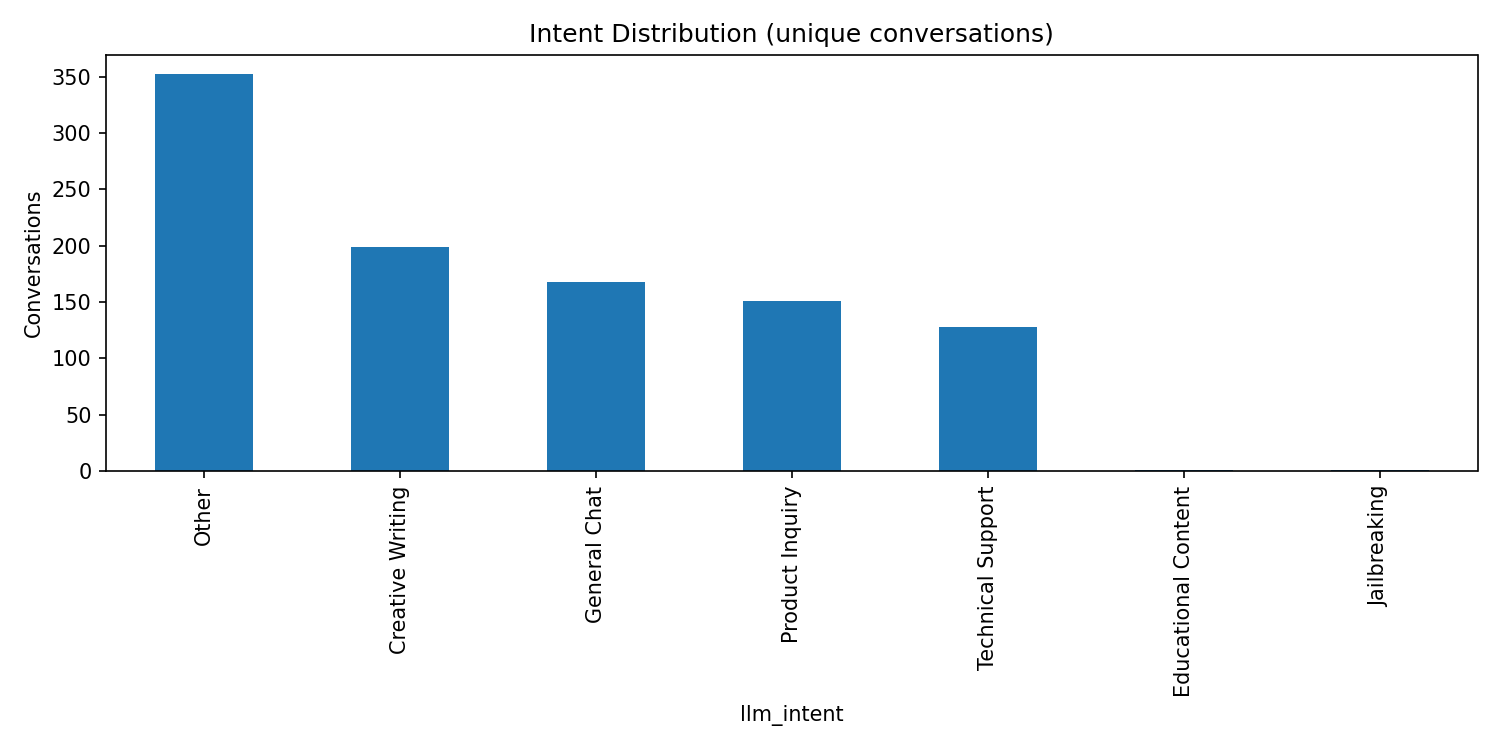 Intent Distribution (unique conversations)
Conversations
350
300
250
200
150
100
50
0
Other
Creative Writing
General Chat
Product Inquiry
Technical Support
Educational Content
Jailbreaking
llm_intent